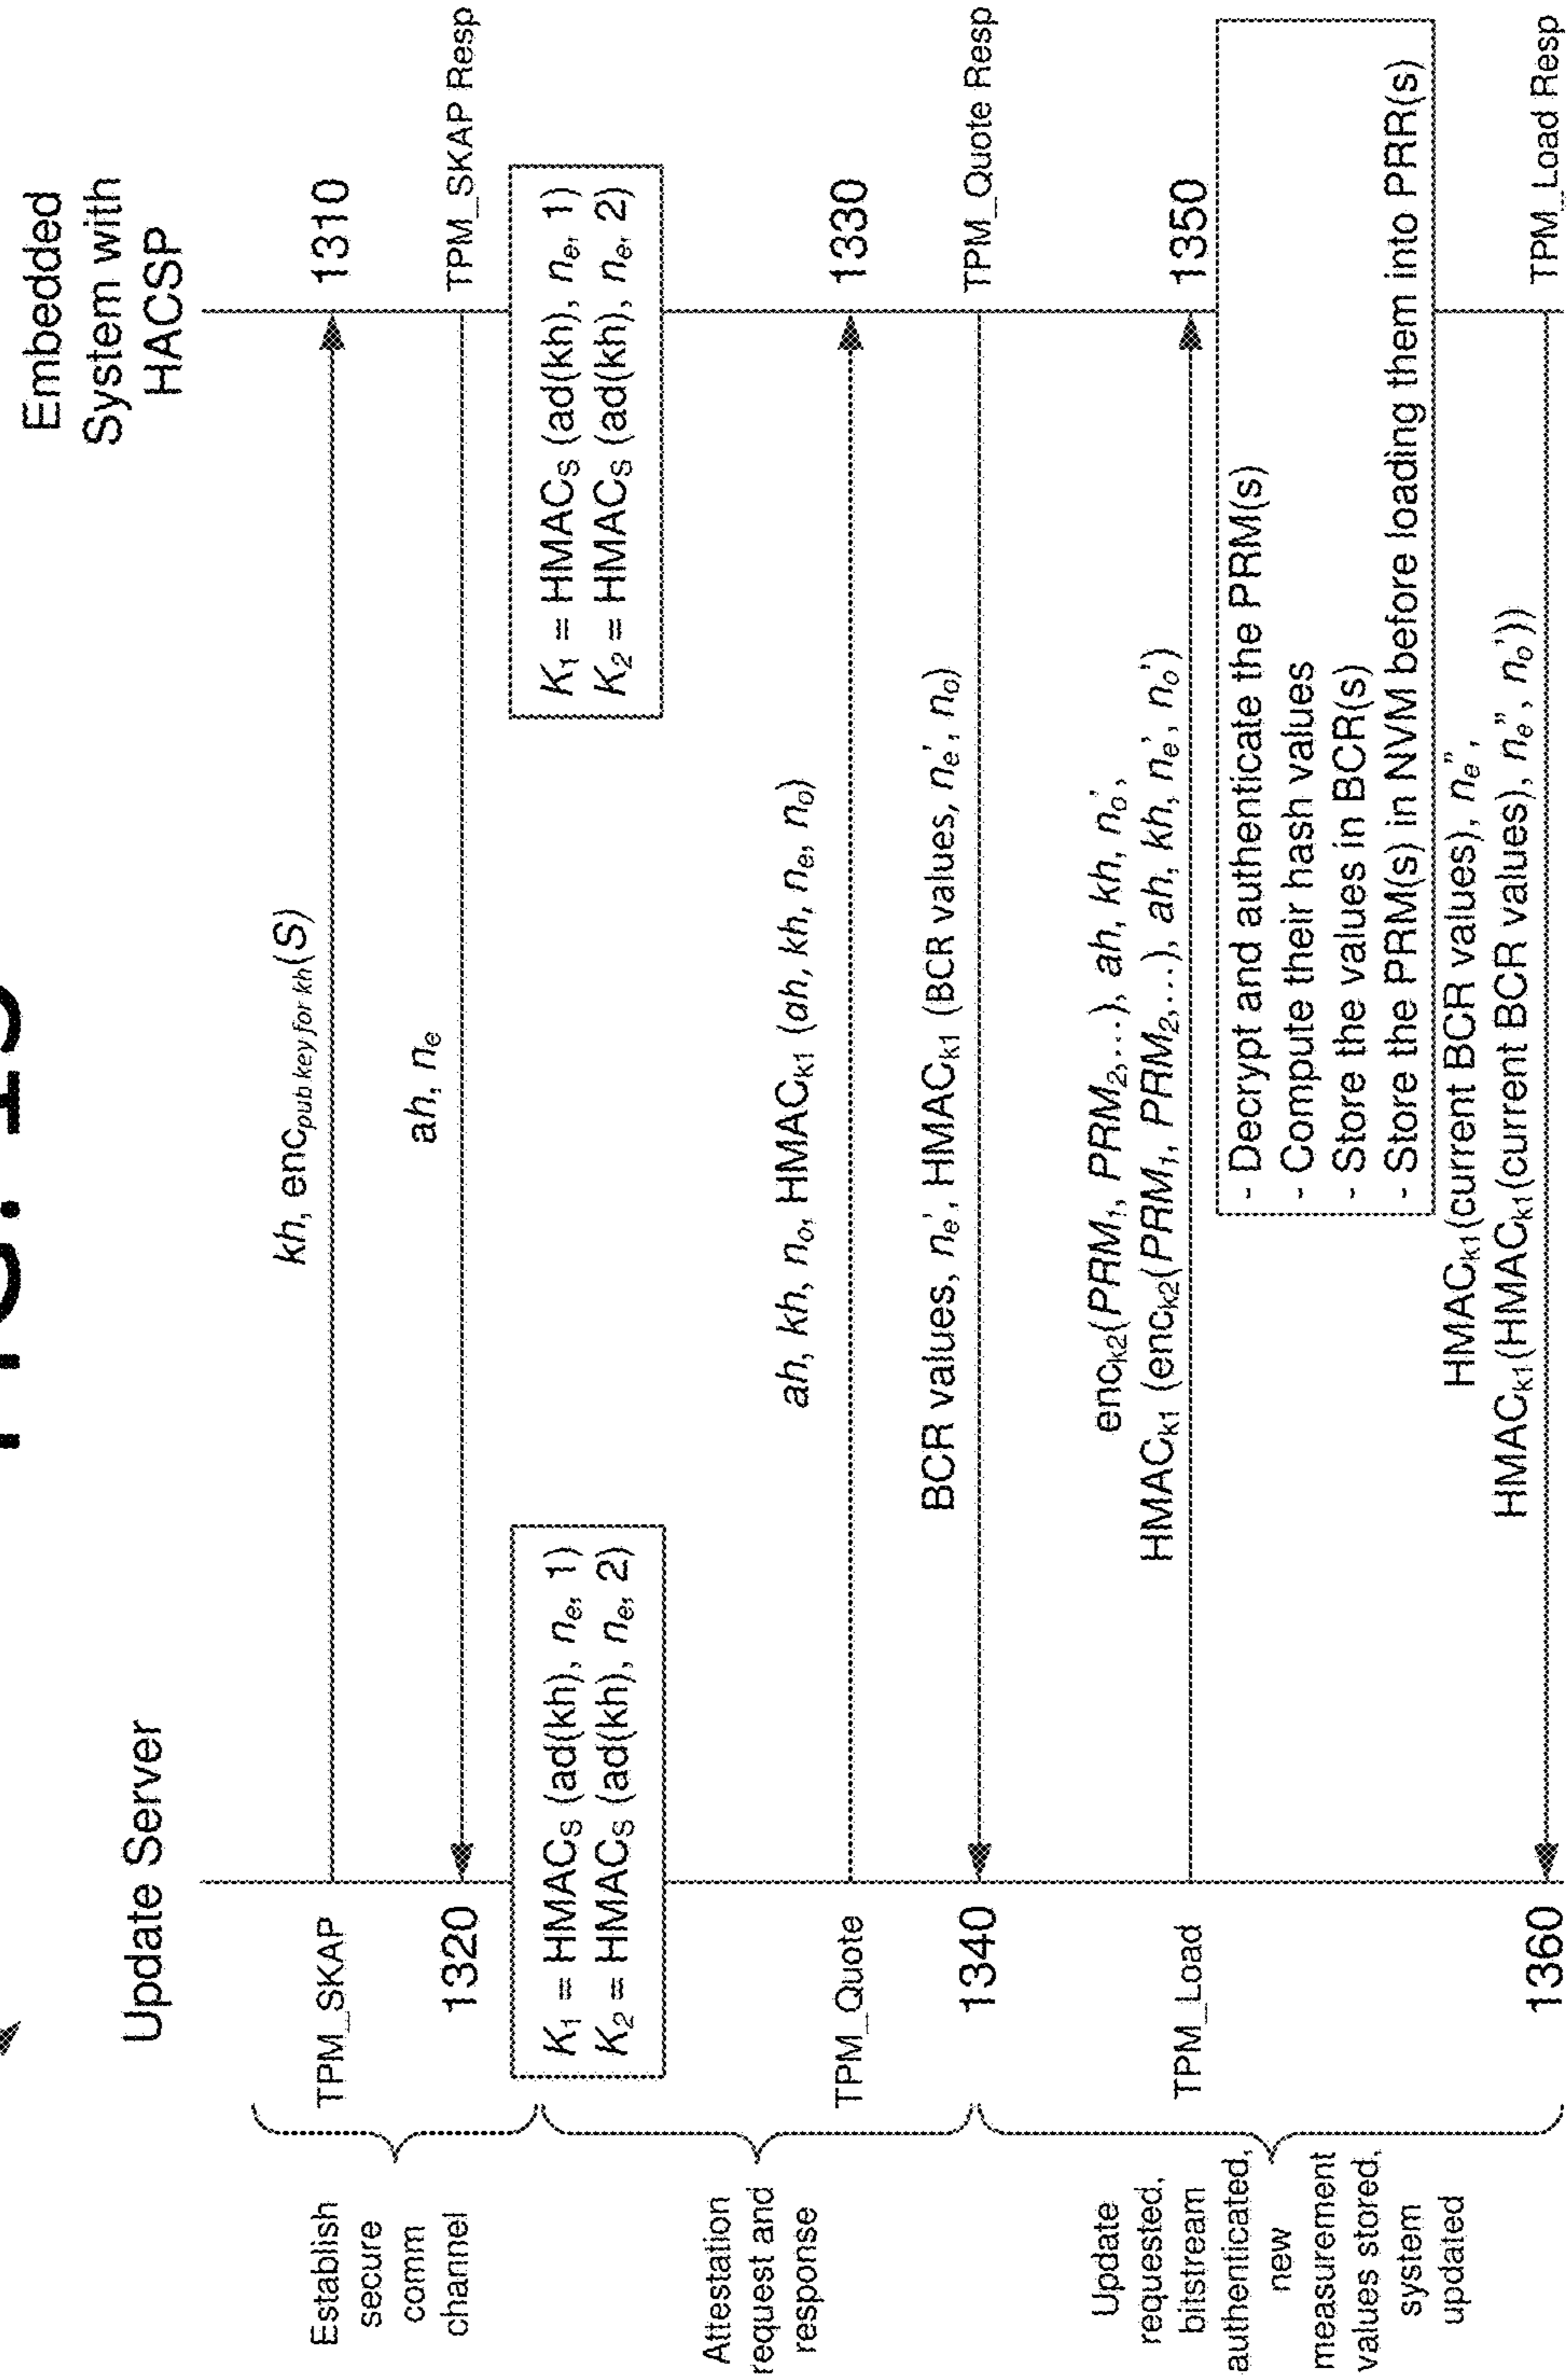 Update Server
Embedded
System with
HACSP
Establish
secure
comm
channel
TPM_SKAP
kh, enc_pub key for kh(S)
1310
1320
ah, n_e
TPM_SKAP Resp
K₁ = HMAC_S (ad(kh), n_e, 1)
K₂ = HMAC_S (ad(kh), n_e, 2)
K₁ = HMAC_S (ad(kh), n_e, 1)
K₂ = HMAC_S (ad(kh), n_e, 2)
Attestation
request and
response
TPM_Quote
ah, kh, n_o, HMAC_k1 (ah, kh, n_e, n_o)
1330
1340
BCR values, n_e', HMAC_k1 (BCR values, n_e', n_o)
TPM_Quote Resp
Update
requested,
bitstream
authenticated,
new
measurement
values stored,
system
updated
TPM_Load
enc_k2(PRM₁, PRM₂,...), ah, kh, n_o',
HMAC_k1 (enc_k2(PRM₁, PRM₂,...), ah, kh, n_e', n_o')
1350
- Decrypt and authenticate the PRM(s)
- Compute their hash values
- Store the values in BCR(s)
- Store the PRM(s) in NVM before loading them into PRR(s)
HMAC_k1(current BCR values), n_e'',
HMAC_k1(HMAC_k1(current BCR values), n_e'', n_o'))
1360
TPM_Load Resp